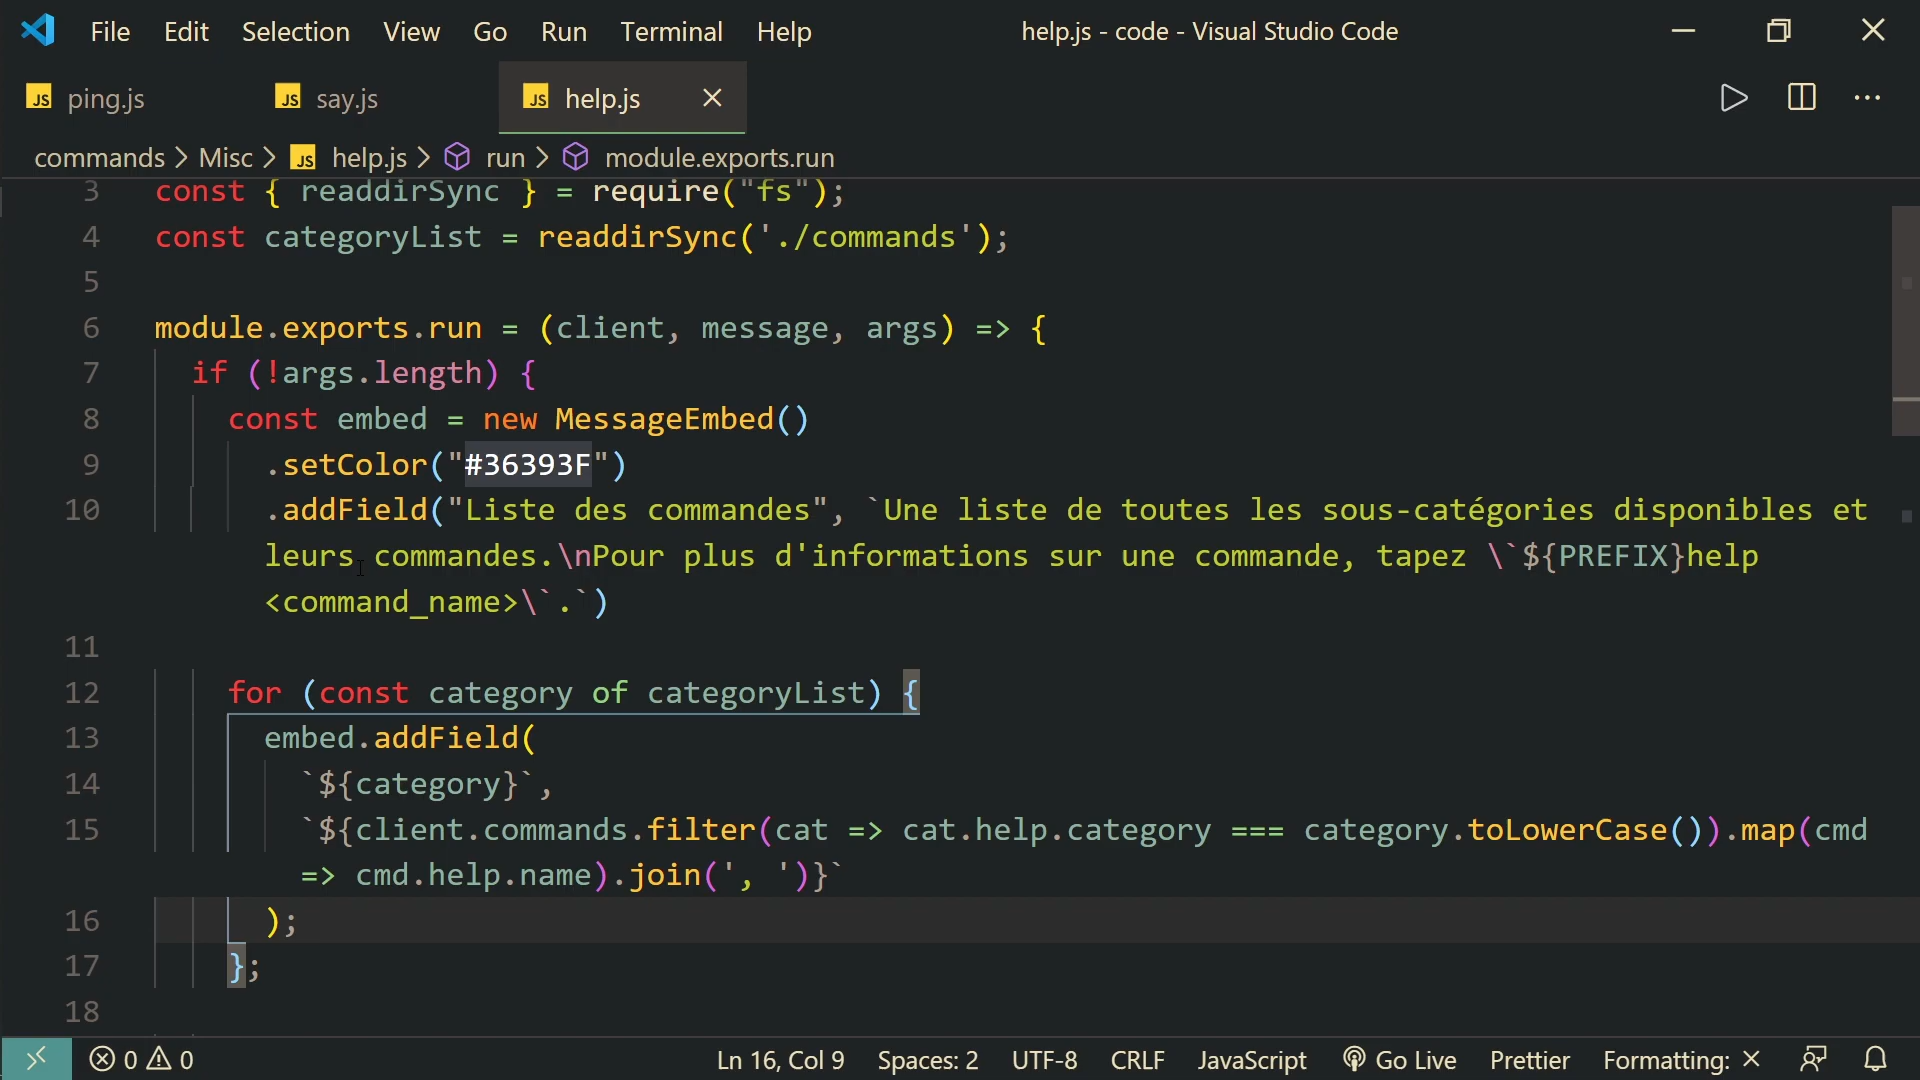 File Edit Selection View Go Run Terminal Help help.js - code - Visual Studio Code
JS ping.js JS say.js JS help.js
commands > Misc > JS help.js > run > module.exports.run
3 const { readdirSync } = require("fs");
4 const categoryList = readdirSync('./commands');
5
6 module.exports.run = (client, message, args) => {
7 if (!args.length) {
8 const embed = new MessageEmbed()
9 .setColor("#36393F")
10 .addField("Liste des commandes", `Une liste de toutes les sous-catégories disponibles et
leurs commandes.\nPour plus d'informations sur une commande, tapez \`${PREFIX}help
<command_name>\`.`)
11
12 for (const category of categoryList) {
13 embed.addField(
14 `${category}`,
15 `${client.commands.filter(cat => cat.help.category === category.toLowerCase()).map(cmd
=> cmd.help.name).join(', ')}`
16 );
17 };
18
0 0 Ln 16, Col 9 Spaces: 2 UTF-8 CRLF JavaScript Go Live Prettier Formatting: ×